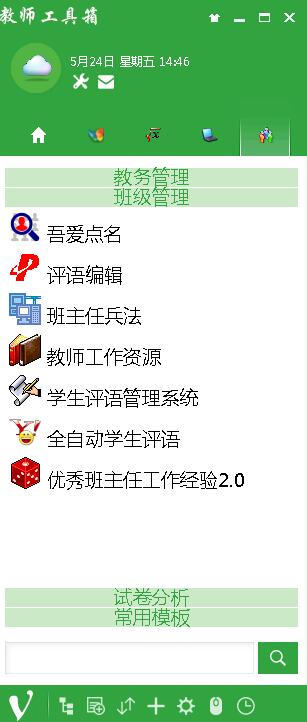 教师工具箱
5月24日 星期五 14:46
教务管理
班级管理
吾爱点名
评语编辑
班主任兵法
教师工作资源
学生评语管理系统
全自动学生评语
优秀班主任工作经验2.0
试卷分析
常用模板